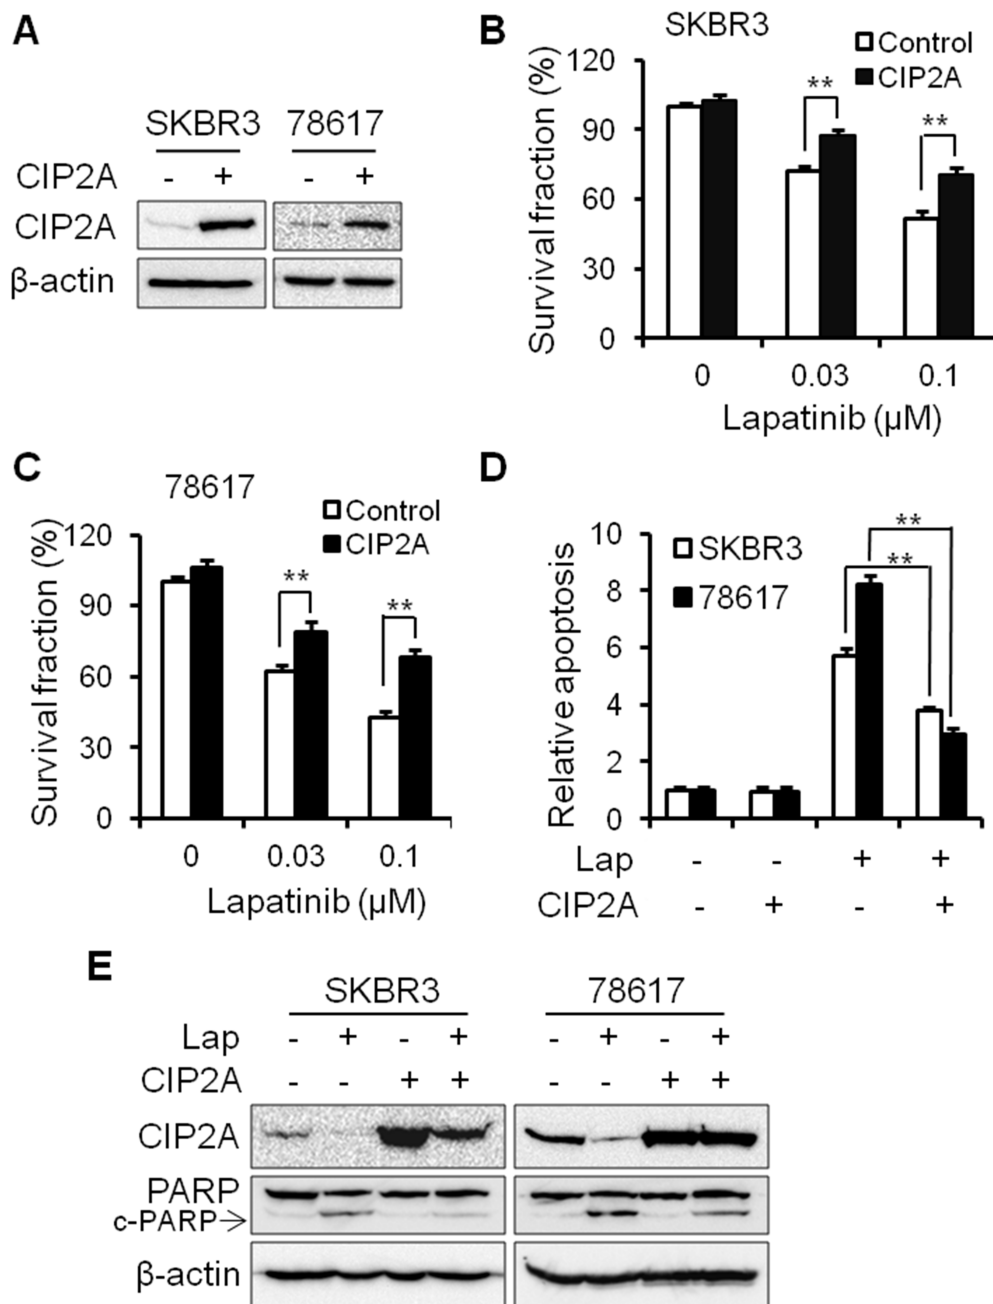 A
SKBR3 78617
CIP2A - + - +
CIP2A
β-actin
B
SKBR3
Control
CIP2A
Survival fraction (%)
120
90
60
30
0
** **
0 0.03 0.1
Lapatinib (μM)
C
78617
Control
CIP2A
Survival fraction (%)
120
90
60
30
0
** **
0 0.03 0.1
Lapatinib (μM)
D
SKBR3
78617
Relative apoptosis
10
8
6
4
2
0
**
**
Lap - - + +
CIP2A - + - +
E
SKBR3 78617
Lap - + - + - + - +
CIP2A - - + + - - + +
CIP2A
PARP
c-PARP→
β-actin